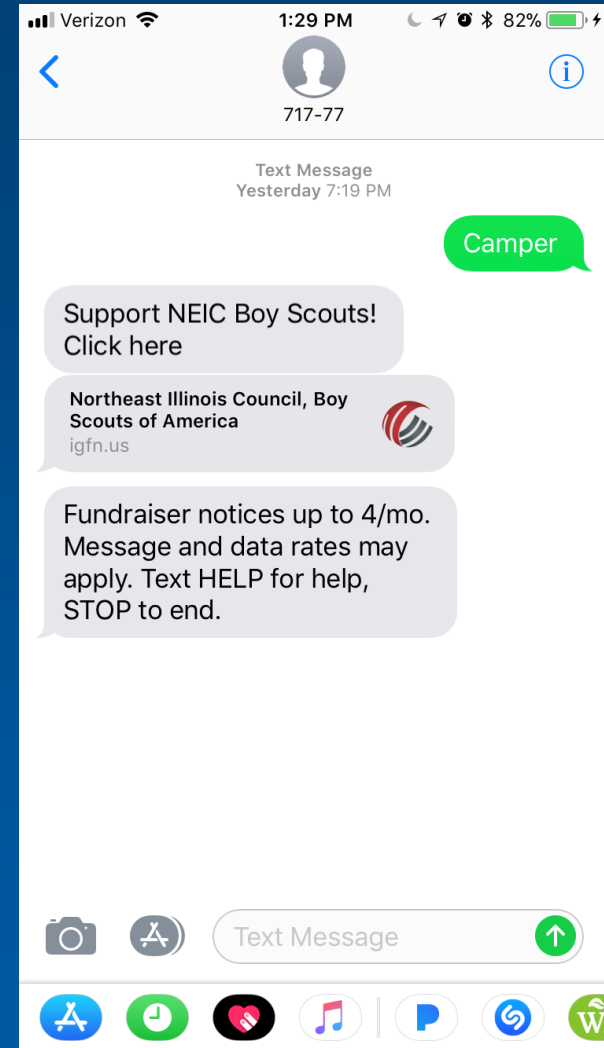 Verizon 1:29 PM 82%
717-77
Text Message
Yesterday 7:19 PM
Camper
Support NEIC Boy Scouts!
Click here
Northeast Illinois Council, Boy
Scouts of America
igfn.us
Fundraiser notices up to 4/mo.
Message and data rates may
apply. Text HELP for help,
STOP to end.
Text Message
W